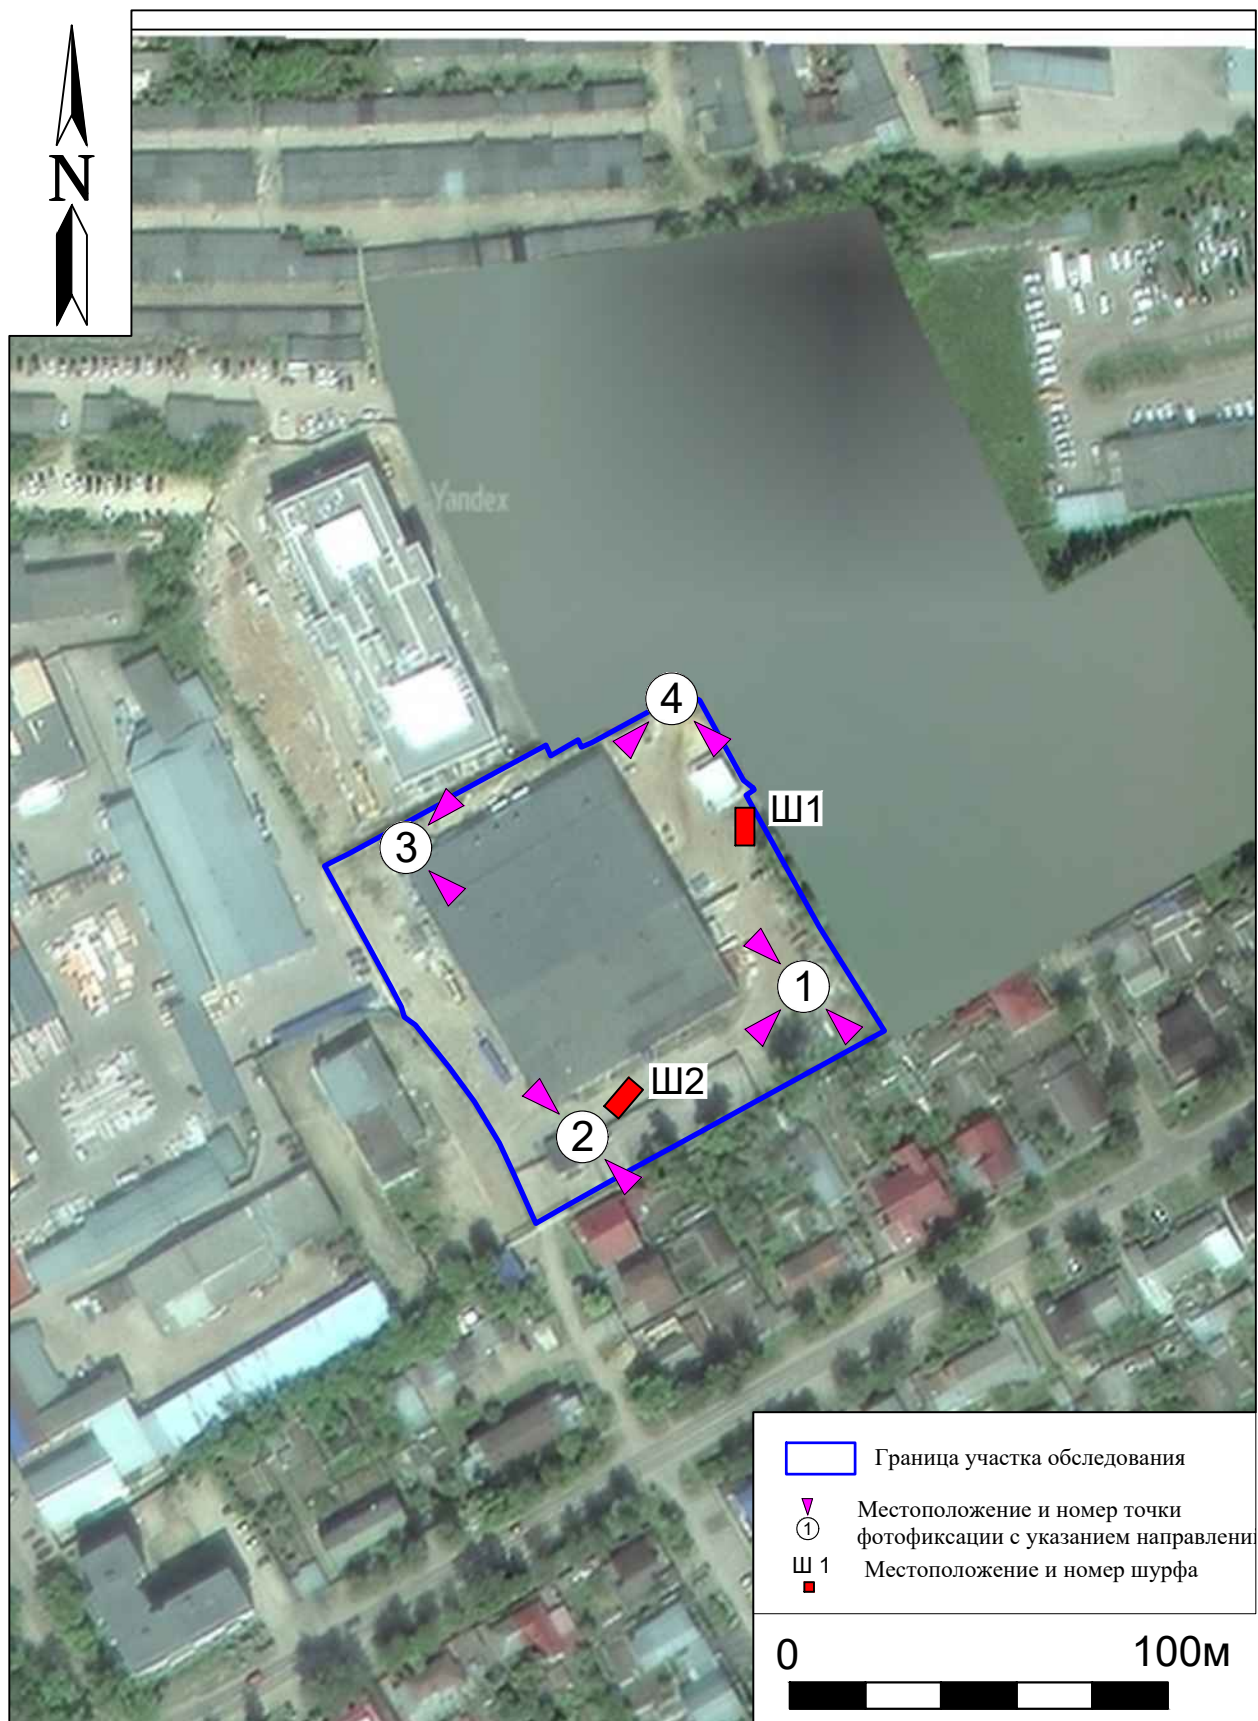 N
Yandex
4
Ш1
3
1
Ш2
2
Граница участка обследования
Местоположение и номер точки
1
фотофиксации с указанием направлени
Ш 1
Местоположение и номер шурфа
0
100м